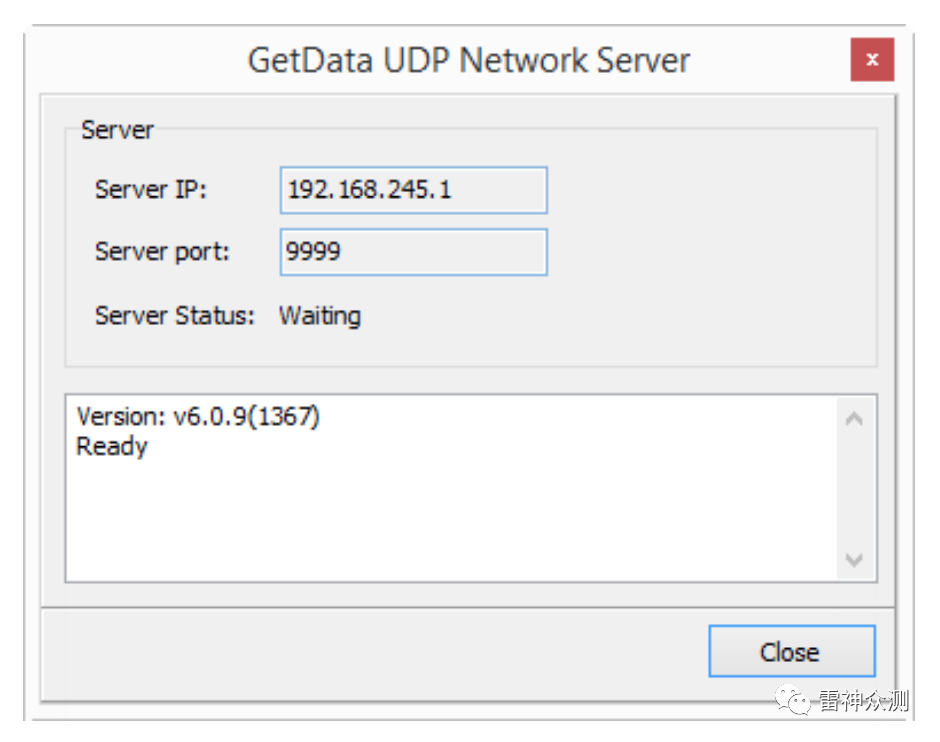 GetData UDP Network Server
x
Server
Server IP: 192.168.245.1
Server port: 9999
Server Status: Waiting
Version: v6.0.9(1367)
Ready
Close
雷神众测